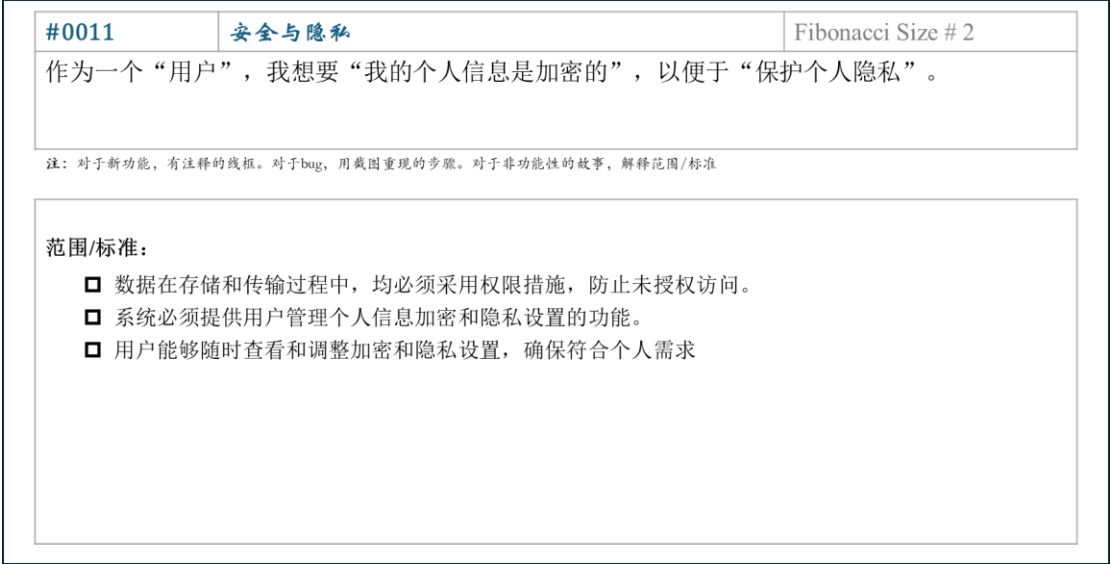 #0011 安全与隐私 Fibonacci Size # 2
作为一个“用户”，我想要“我的个人信息是加密的”，以便于“保护个人隐私”。
注：对于新功能，有注释的线框。对于bug，用截图重现的步骤。对于非功能性的故事，解释范围/标准
范围/标准：
数据在存储和传输过程中，均必须采用权限措施，防止未授权访问。
系统必须提供用户管理个人信息加密和隐私设置的功能。
用户能够随时查看和调整加密和隐私设置，确保符合个人需求